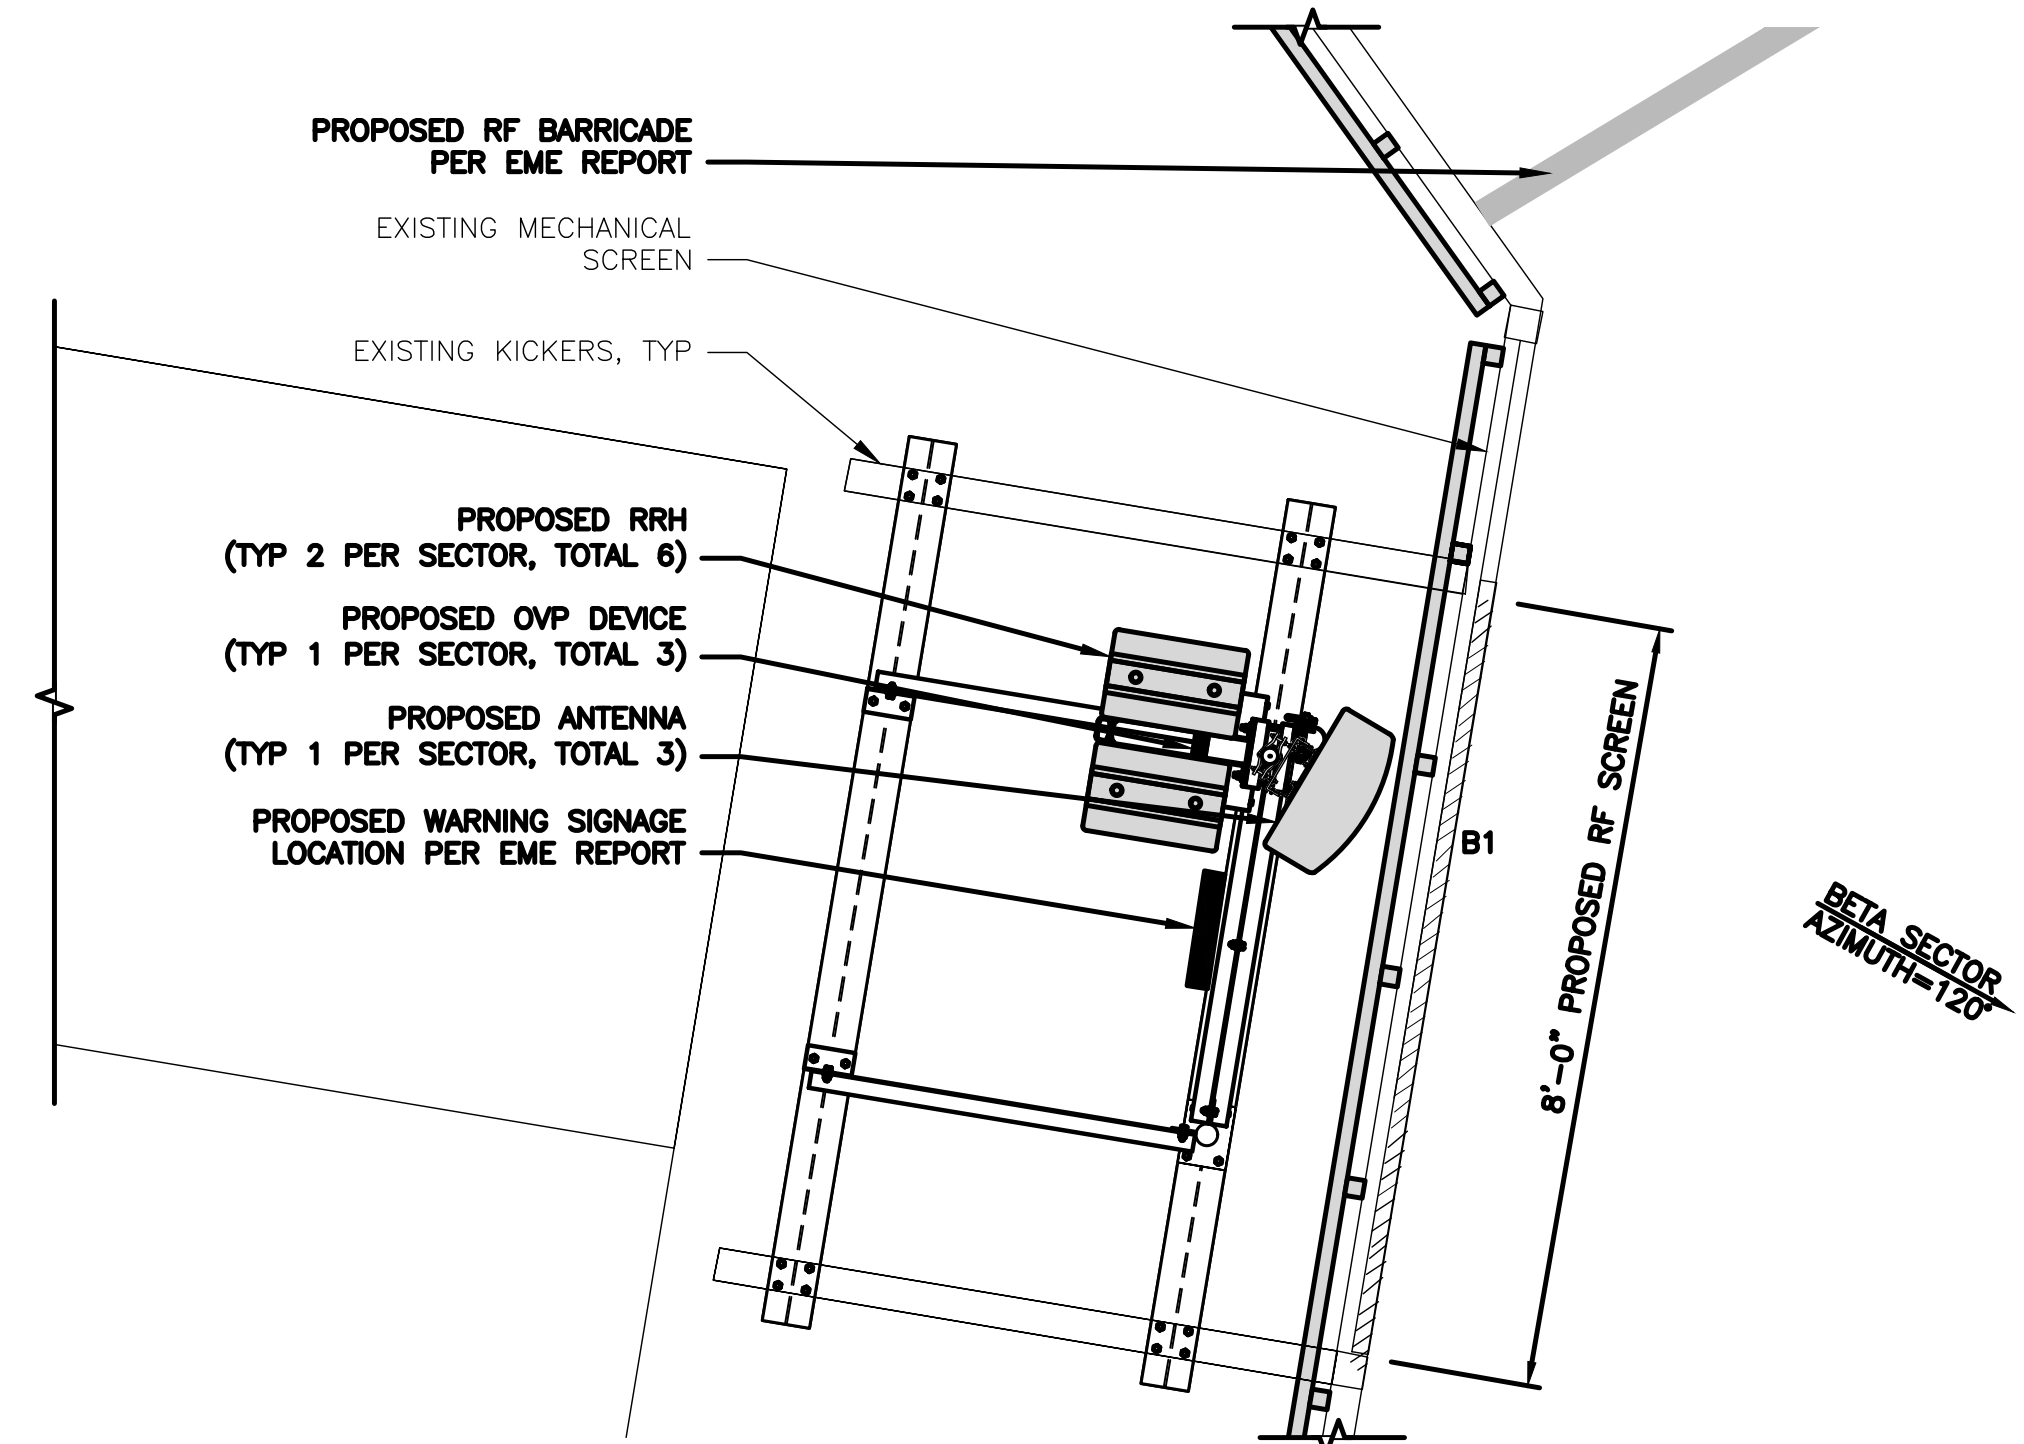 PROPOSED RF BARRICADE
PER EME REPORT
EXISTING MECHANICAL
SCREEN
EXISTING KICKERS, TYP
PROPOSED RRH
(TYP 2 PER SECTOR, TOTAL 6)
PROPOSED OVP DEVICE
(TYP 1 PER SECTOR, TOTAL 3)
PROPOSED ANTENNA
(TYP 1 PER SECTOR, TOTAL 3)
PROPOSED WARNING SIGNAGE
LOCATION PER EME REPORT
B1
8'-0" PROPOSED RF SCREEN
BETA SECTOR
AZIMUTH=120°